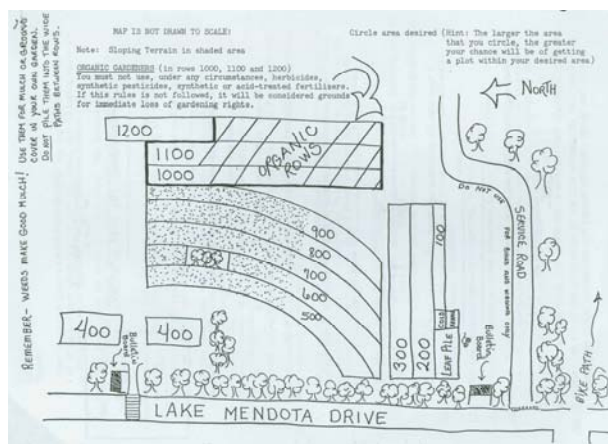 MAP IS NOT DRAWN TO SCALE!
Circle area desired (Hint: The larger the area
that you circle, the greater
your chance will be of getting
a plot within your desired area)
Note: Sloping Terrain in shaded area
ORGANIC GARDENERS (in rows 1000, 1100 and 1200)
You must not use, under any circumstances, herbicides,
synthetic pesticides, synthetic or acid-treated fertilizers.
If this rule is not followed, it will be considered grounds
for immediate loss of gardening rights.
REMEMBER - WEEDS MAKE GOOD MULCH! USE THEM FOR MULCH OR GROUND
COVER IN YOUR OWN GARDEN).
DO NOT PILE THEM INTO THE WIDE
PATHS BETWEEN ROWS.
NORTH
1200
1100
1000
ORGANIC
ROWS
900
800
700
600
500
400
400
300
200
100
LEAF PILE
Bulletin
Board
Bulletin
Board
DO NOT USE
SERVICE ROAD
BIKE PATH
LAKE MENDOTA DRIVE